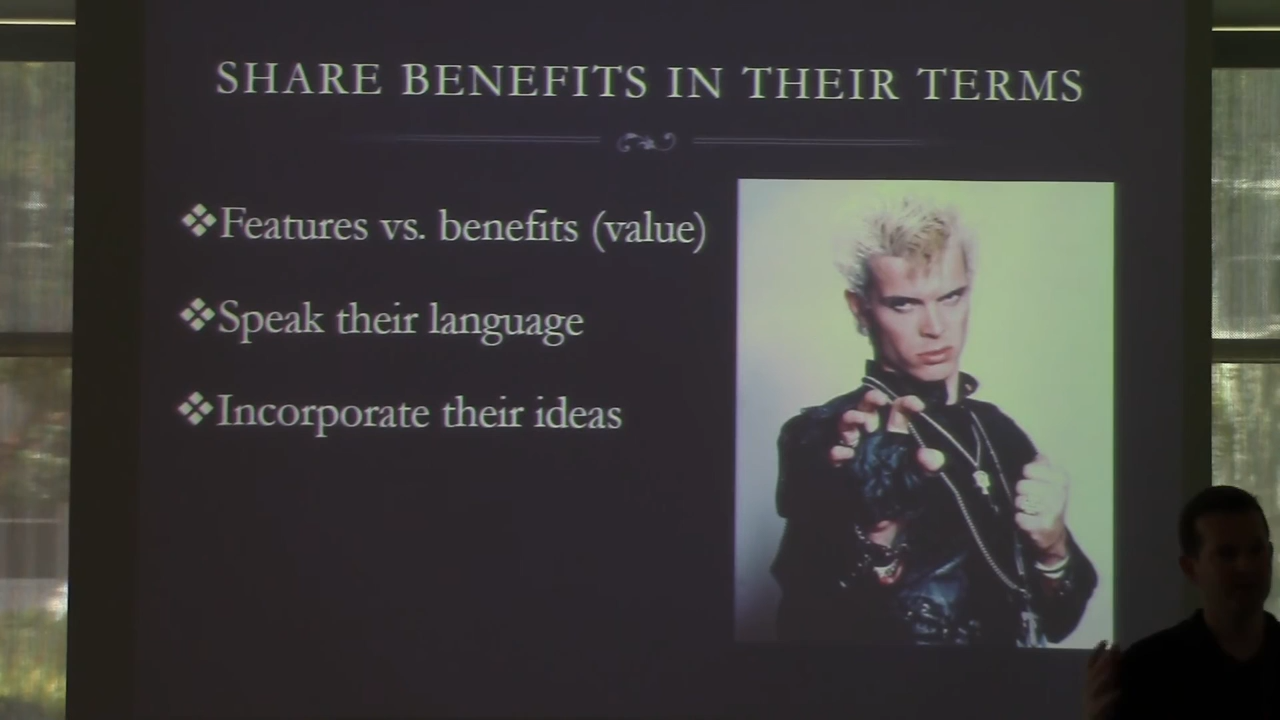 SHARE BENEFITS IN THEIR TERMS
❖Features vs. benefits (value)
❖Speak their language
❖Incorporate their ideas